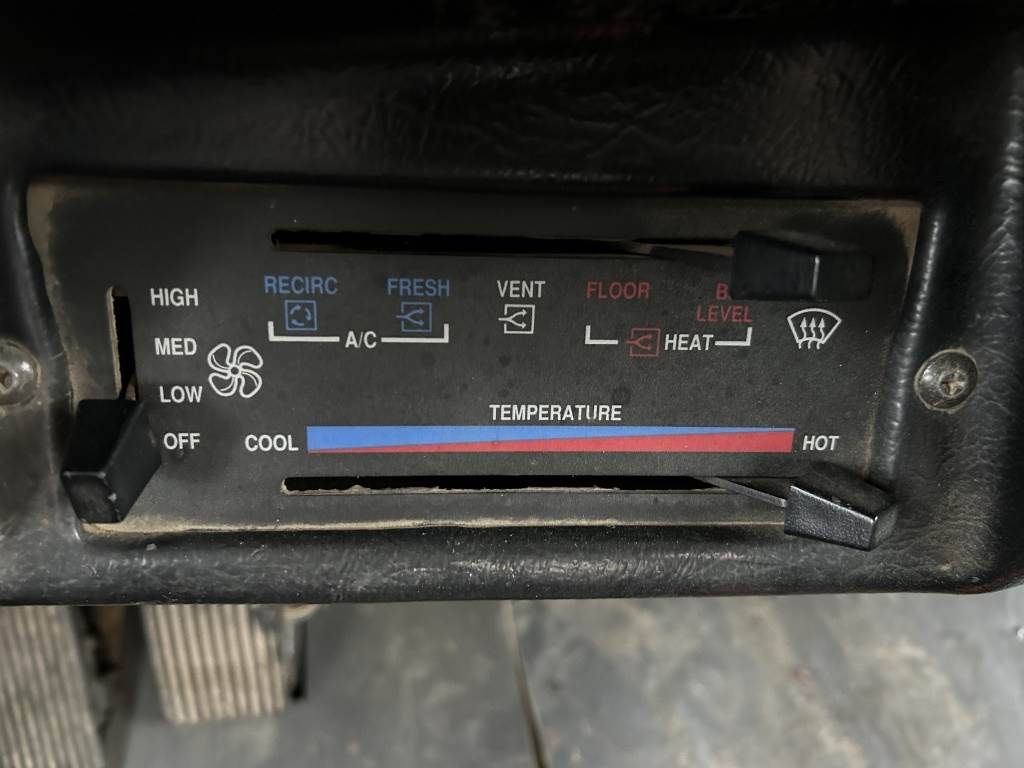 HIGH
MED
LOW
OFF
RECIRC
FRESH
A/C
VENT
FLOOR
LEVEL
HEAT
TEMPERATURE
COOL
HOT